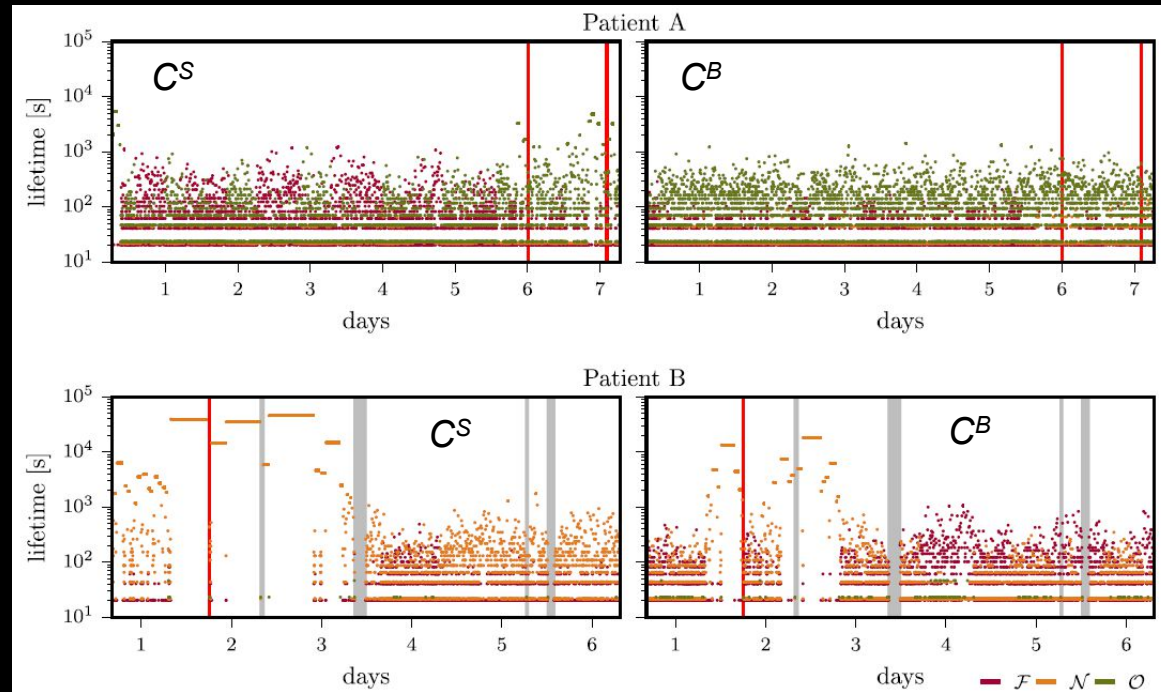 Patient A
C^S
C^B
lifetime [s]
10^5
10^4
10^3
10^2
10^1
1 2 3 4 5 6 7
1 2 3 4 5 6 7
days
days
Patient B
C^S
C^B
lifetime [s]
10^5
10^4
10^3
10^2
10^1
1 2 3 4 5 6
1 2 3 4 5 6
days
days
F N O